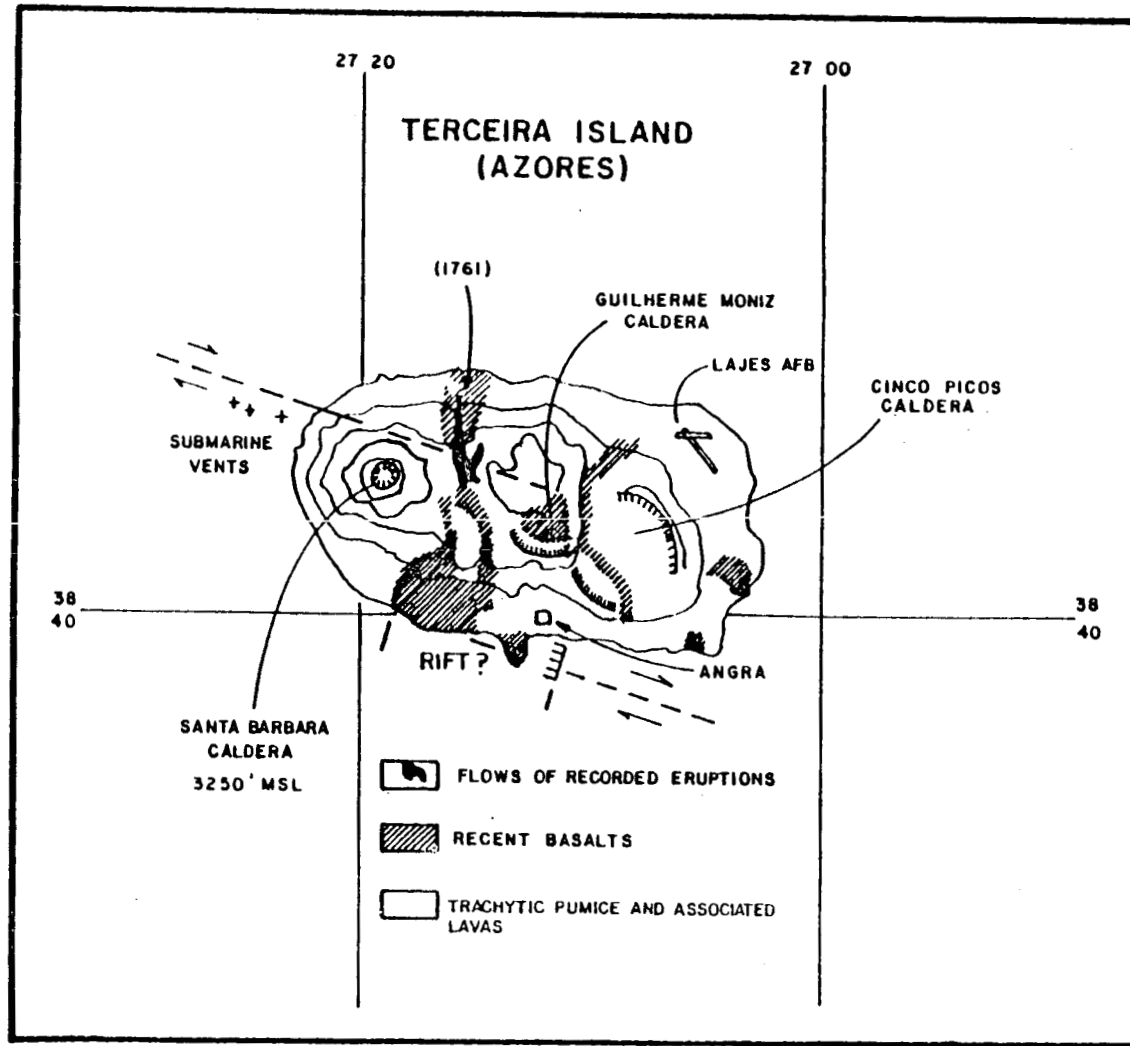 27 20
27 00
TERCEIRA ISLAND
(AZORES)
(1761)
GUILHERME MONIZ
CALDERA
LAJES AFB
CINCO PICOS
CALDERA
SUBMARINE
VENTS
38
40
38
40
RIFT ?
ANGRA
SANTA BARBARA
CALDERA
3250' MSL
FLOWS OF RECORDED ERUPTIONS
RECENT BASALTS
TRACHYTIC PUMICE AND ASSOCIATED
LAVAS